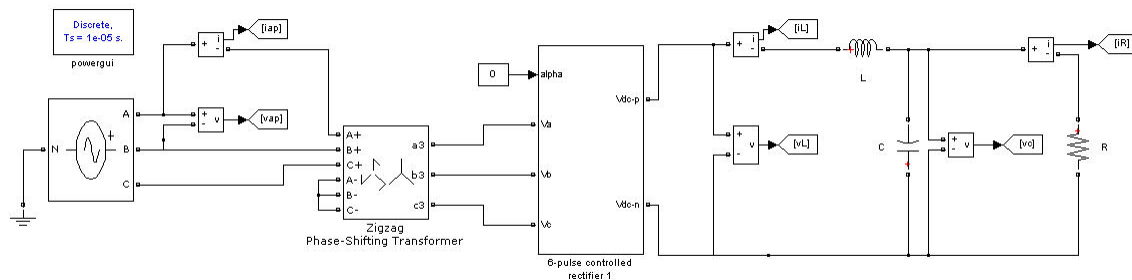 Discrete,
Ts = 1e-05 s.
powergui
[iap]
[vap]
N
A
B
C
+
+
-
i
+
-
v
A+
B+
C+
A-
B-
C-
a3
b3
c3
Zigzag
Phase-Shifting Transformer
0
alpha
Va
Vb
Vc
Vdc-p
Vdc-n
6-pulse controlled
rectifier 1
+
-
i
[iL]
+
-
v
[vL]
L
C
+
-
v
[vc]
+
-
i
[iR]
R